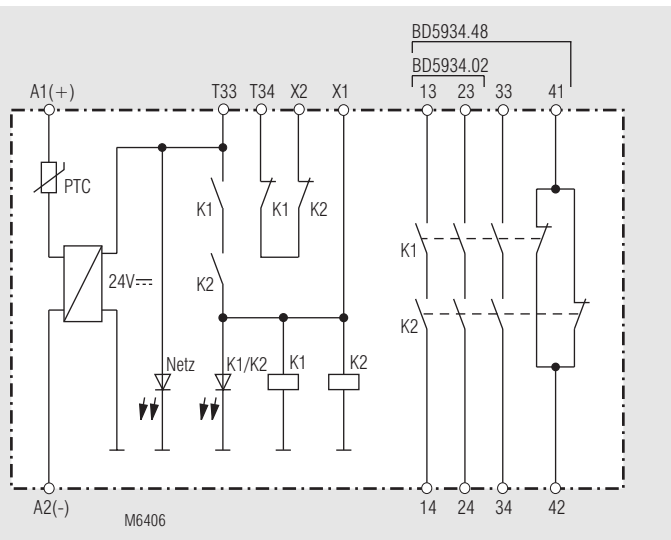 BD5934.48
BD5934.02
A1(+) T33 T34 X2 X1 13 23 33 41
PTC
K1 K1 K2
K1
24V
K2
K2
Netz K1/K2 K1 K2
A2(-) 14 24 34 42
M6406